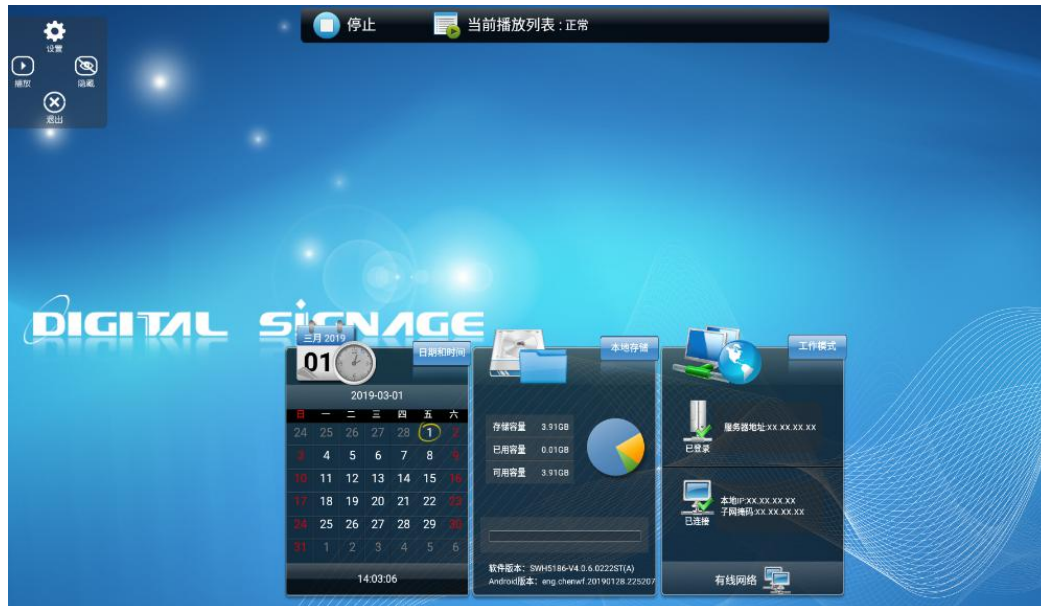 设置
播放
隐藏
退出
停止
当前播放列表 : 正常
DIGITAL SIGNAGE
三月 2019
01
日期和时间
2019-03-01
日 一 二 三 四 五 六
24 25 26 27 28 1 2
3 4 5 6 7 8 9
10 11 12 13 14 15 16
17 18 19 20 21 22 23
24 25 26 27 28 29 30
31 1 2 3 4 5 6
14:03:06
本地存储
存储容量 3.91GB
已用容量 0.01GB
可用容量 3.91GB
软件版本：SWH5186-V4.0.6.0222ST(A)
Android版本：eng.chenwf.20190128.225207
工作模式
服务器地址:xx.xx.xx.xx
已登录
本地IP:xx.xx.xx.xx
子网掩码:xx.xx.xx.xx
已连接
有线网络